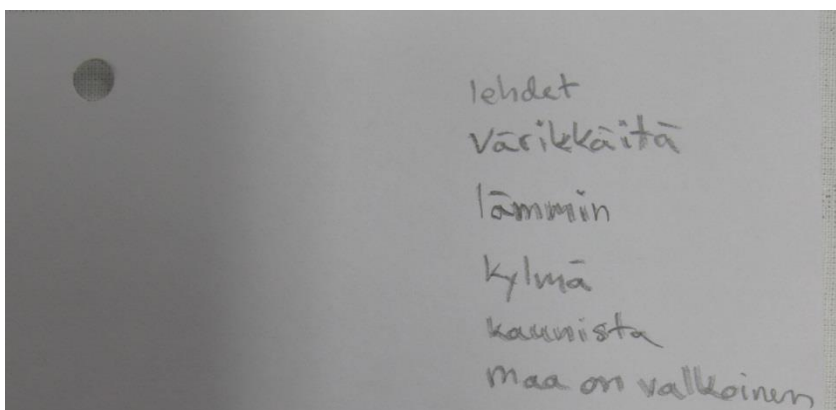 lehdet
värikkäitä
lämmin
kylmä
kaunista
maa on valkoinen